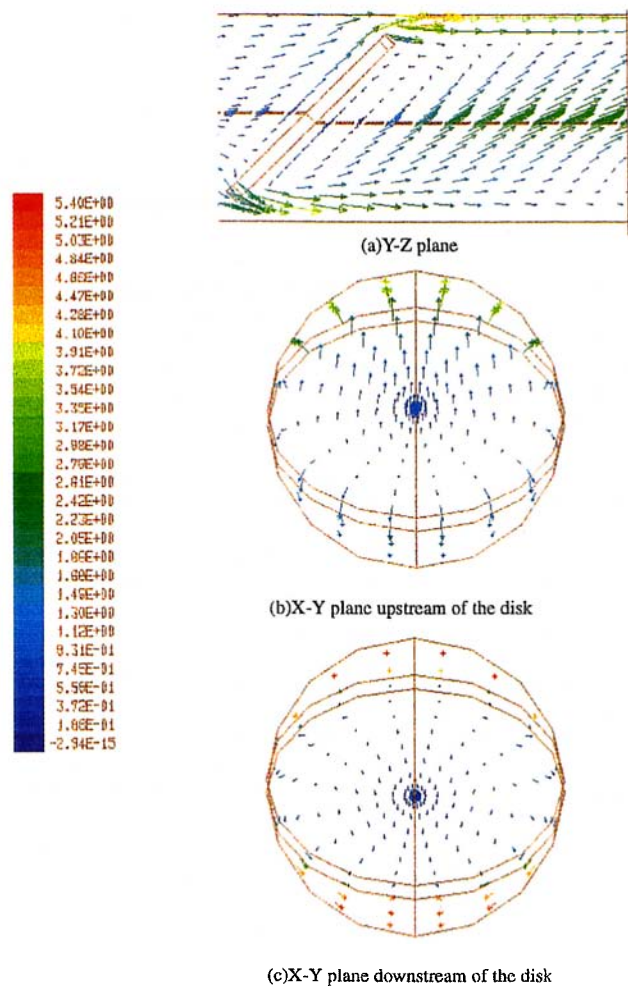 (a)Y-Z plane
5.40E+00
5.21E+00
5.03E+00
4.84E+00
4.66E+00
4.47E+00
4.28E+00
4.10E+00
3.91E+00
3.72E+00
3.54E+00
3.35E+00
3.17E+00
2.98E+00
2.79E+00
2.61E+00
2.42E+00
2.23E+00
2.05E+00
1.86E+00
1.68E+00
1.49E+00
1.30E+00
1.12E+00
9.31E-01
7.45E-01
5.59E-01
3.72E-01
1.86E-01
-2.94E-15
(b)X-Y plane upstream of the disk
(c)X-Y plane downstream of the disk